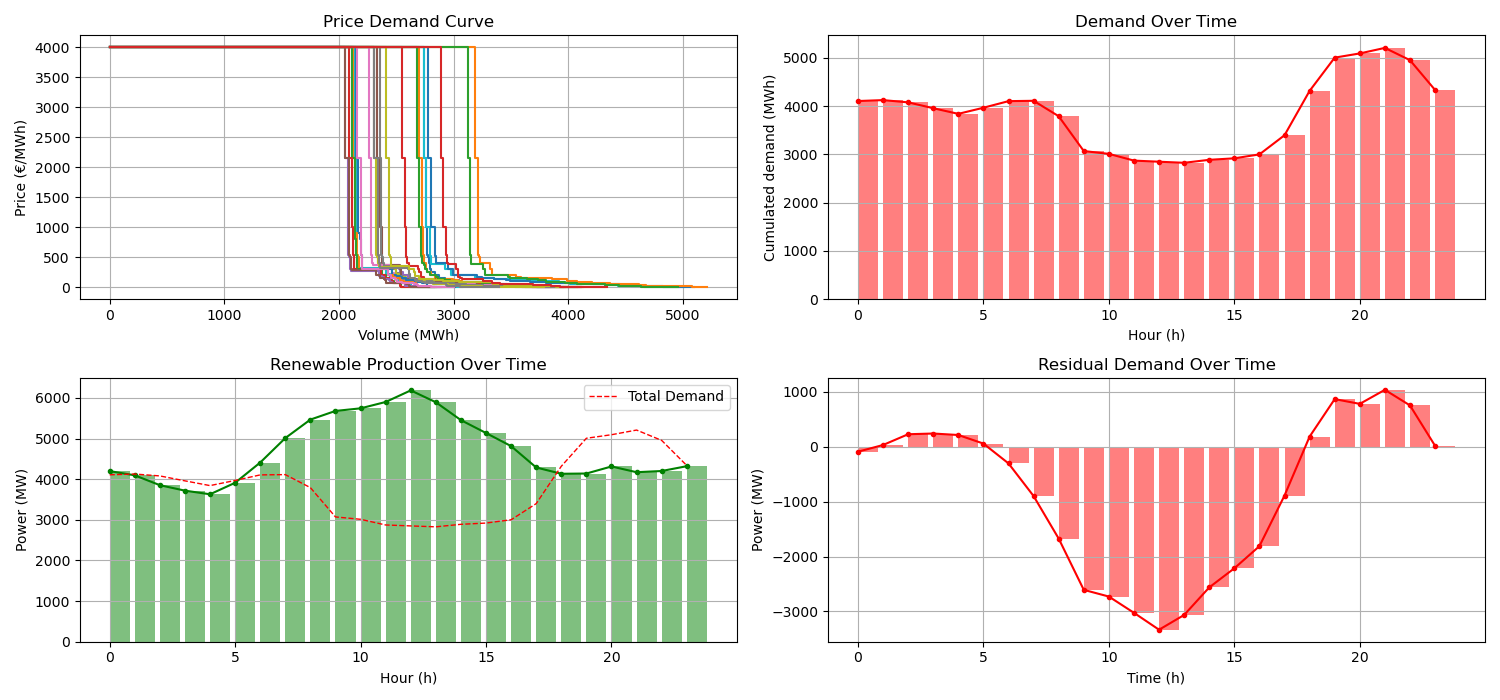 Price Demand Curve
4000
3500
3000
2500
2000
1500
1000
500
0
Price (€/MWh)
0 1000 2000 3000 4000 5000
Volume (MWh)
Demand Over Time
5000
4000
3000
2000
1000
0
Cumulated demand (MWh)
0 5 10 15 20
Hour (h)
Renewable Production Over Time
Total Demand
6000
5000
4000
3000
2000
1000
0
Power (MW)
0 5 10 15 20
Hour (h)
Residual Demand Over Time
1000
0
−1000
−2000
−3000
Power (MW)
0 5 10 15 20
Time (h)